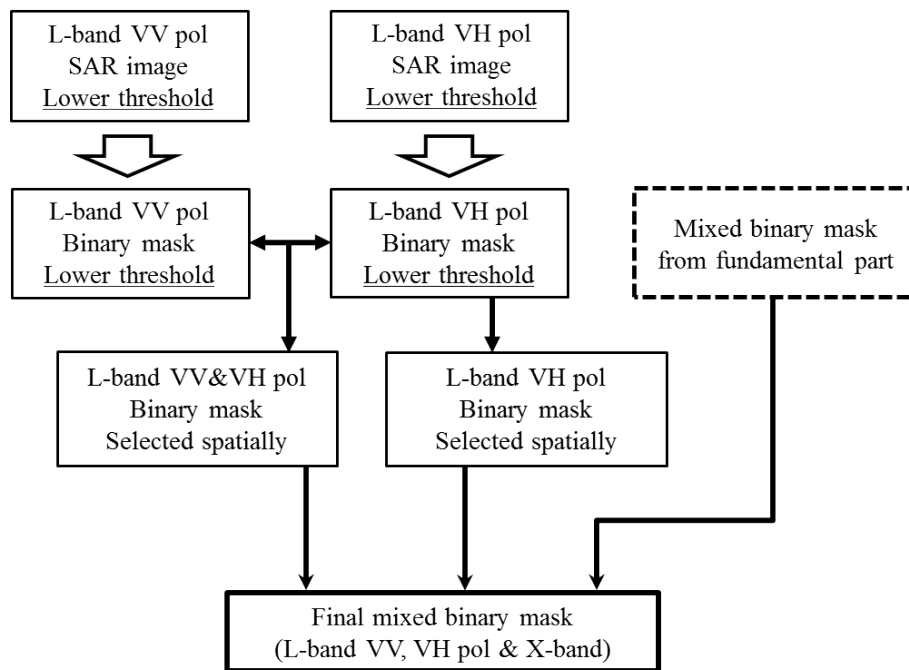 L-band VV pol
SAR image
Lower threshold
L-band VH pol
SAR image
Lower threshold
L-band VV pol
Binary mask
Lower threshold
L-band VH pol
Binary mask
Lower threshold
Mixed binary mask
from fundamental part
L-band VV&VH pol
Binary mask
Selected spatially
L-band VH pol
Binary mask
Selected spatially
Final mixed binary mask
(L-band VV, VH pol & X-band)